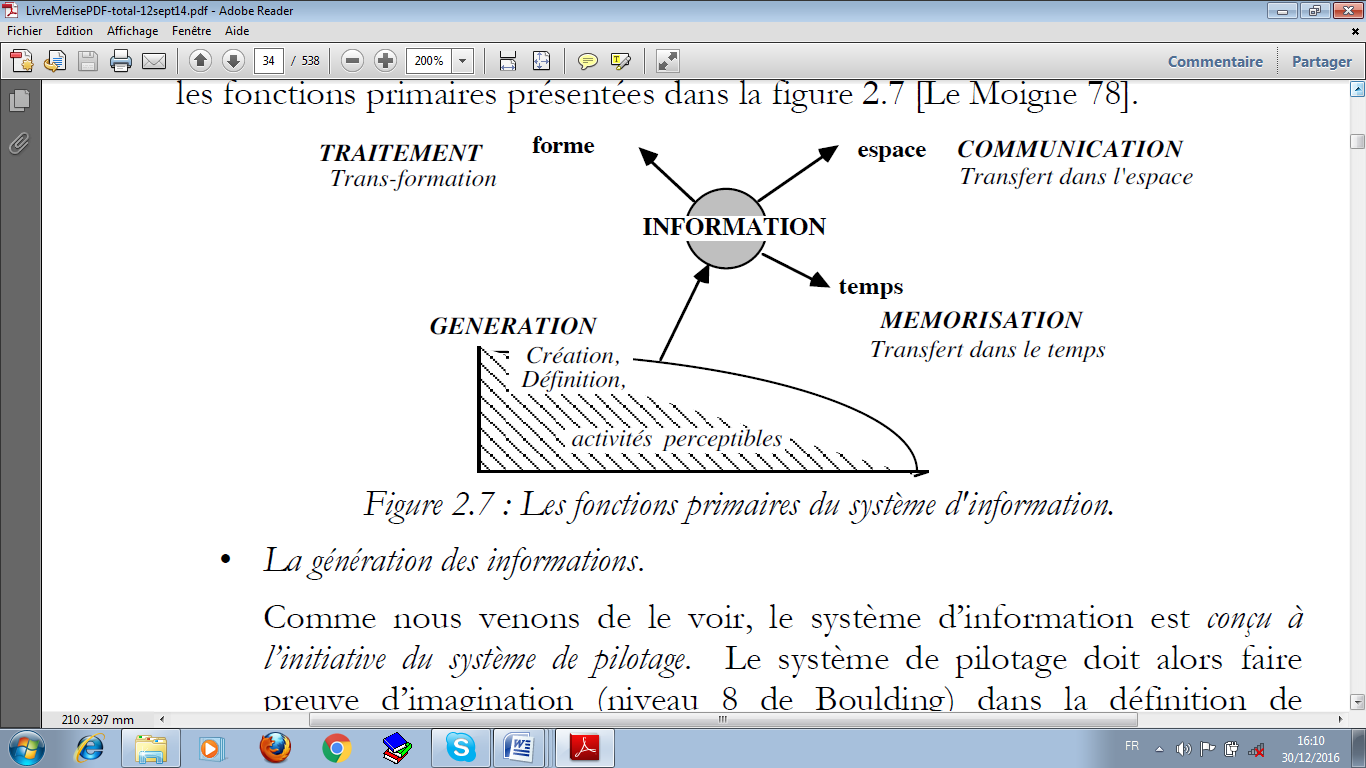 LivreMerisePDF-total-12sept14.pdf - Adobe Reader
Fichier Edition Affichage Fenêtre Aide
34 / 538 200% Commentaire Partager
les fonctions primaires présentées dans la figure 2.7 [Le Moigne 78].
TRAITEMENT forme espace COMMUNICATION
Trans-formation Transfert dans l'espace
INFORMATION
temps
GENERATION MEMORISATION
Création, Transfert dans le temps
Définition,
activités perceptibles
Figure 2.7 : Les fonctions primaires du système d'information.
• La génération des informations.
Comme nous venons de le voir, le système d’information est conçu à
l’initiative du système de pilotage. Le système de pilotage doit alors faire
preuve d’imagination (niveau 8 de Boulding) dans la définition de
210 x 297 mm
FR 16:10
30/12/2016